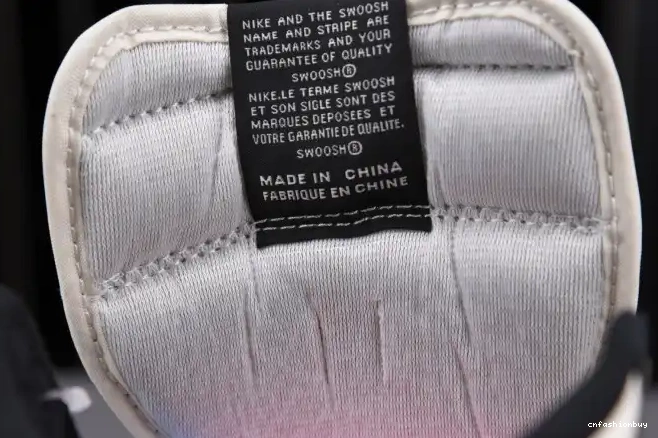 NIKE AND THE SWOOSH
NAME AND STRIPE ARE
TRADEMARKS AND YOUR
GUARANTEE OF QUALITY
SWOOSH®
NIKE.LE TERME SWOOSH
ET SON SIGLE SONT DES
MARQUES DEPOSEES ET
VOTRE GARANTIE DE QUALITE.
SWOOSH®
MADE IN CHINA
FABRIQUE EN CHINE
cnfashionbuy